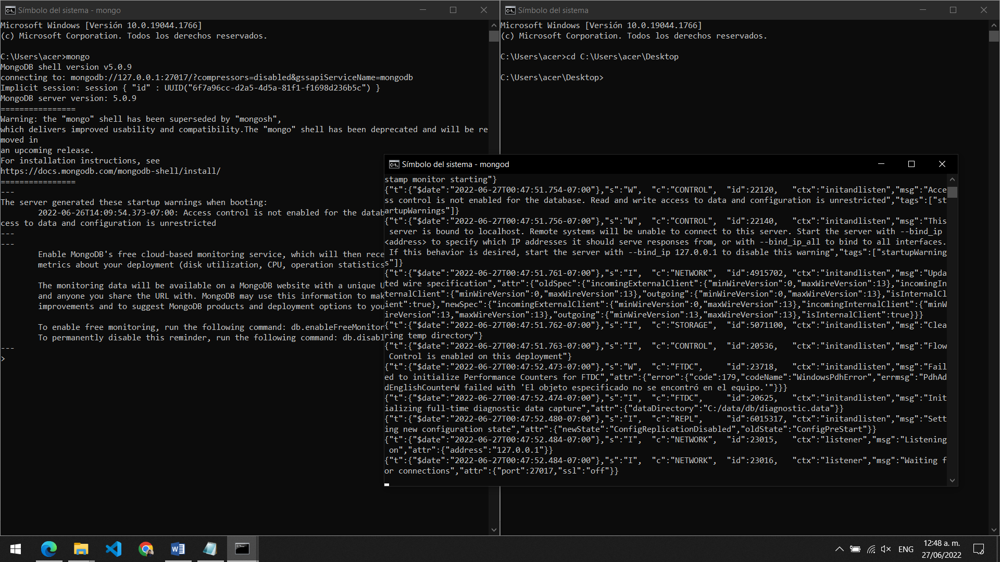 Símbolo del sistema - mongo
Microsoft Windows [Versión 10.0.19044.1766]
(c) Microsoft Corporation. Todos los derechos reservados.
C:\Users\acer>mongo
MongoDB shell version v5.0.9
connecting to: mongodb://127.0.0.1:27017/?compressors=disabled&gssapiServiceName=mongodb
Implicit session: session { "id" : UUID("6f7a96cc-d2a5-4d5a-81f1-f1698d236b5c") }
MongoDB server version: 5.0.9
================
Warning: the "mongo" shell has been superseded by "mongosh",
which delivers improved usability and compatibility.The "mongo" shell has been deprecated and will be re
moved in
an upcoming release.
For installation instructions, see
https://docs.mongodb.com/mongodb-shell/install/
================
---
The server generated these startup warnings when booting:
        2022-06-26T14:09:54.373-07:00: Access control is not enabled for the datab
cess to data and configuration is unrestricted
---
---
        Enable MongoDB's free cloud-based monitoring service, which will then rece
        metrics about your deployment (disk utilization, CPU, operation statistics
        The monitoring data will be available on a MongoDB website with a unique U
        and anyone you share the URL with. MongoDB may use this information to mak
        improvements and to suggest MongoDB products and deployment options to you
        To enable free monitoring, run the following command: db.enableFreeMonitor
        To permanently disable this reminder, run the following command: db.disabl
---
>
Símbolo del sistema
Microsoft Windows [Versión 10.0.19044.1766]
(c) Microsoft Corporation. Todos los derechos reservados.
C:\Users\acer>cd C:\Users\acer\Desktop
C:\Users\acer\Desktop>
Símbolo del sistema - mongod
stamp monitor starting"}
{"t":{"$date":"2022-06-27T00:47:51.754-07:00"},"s":"W",  "c":"CONTROL",  "id":22120,   "ctx":"initandlisten","msg":"Acce
ss control is not enabled for the database. Read and write access to data and configuration is unrestricted","tags":["st
artupWarnings"]}
{"t":{"$date":"2022-06-27T00:47:51.756-07:00"},"s":"W",  "c":"CONTROL",  "id":22140,   "ctx":"initandlisten","msg":"This
 server is bound to localhost. Remote systems will be unable to connect to this server. Start the server with --bind_ip
<address> to specify which IP addresses it should serve responses from, or with --bind_ip_all to bind to all interfaces.
 If this behavior is desired, start the server with --bind_ip 127.0.0.1 to disable this warning","tags":["startupWarning
s"]}
{"t":{"$date":"2022-06-27T00:47:51.761-07:00"},"s":"I",  "c":"NETWORK",  "id":4915702, "ctx":"initandlisten","msg":"Upda
ted wire specification","attr":{"oldSpec":{"incomingExternalClient":{"minWireVersion":0,"maxWireVersion":13},"incomingIn
ternalClient":{"minWireVersion":0,"maxWireVersion":13},"outgoing":{"minWireVersion":0,"maxWireVersion":13},"isInternalCl
ient":true},"newSpec":{"incomingExternalClient":{"minWireVersion":0,"maxWireVersion":13},"incomingInternalClient":{"minW
ireVersion":13,"maxWireVersion":13},"outgoing":{"minWireVersion":13,"maxWireVersion":13},"isInternalClient":true}}}
{"t":{"$date":"2022-06-27T00:47:51.762-07:00"},"s":"I",  "c":"STORAGE",  "id":5071100, "ctx":"initandlisten","msg":"Clea
ring temp directory"}
{"t":{"$date":"2022-06-27T00:47:51.763-07:00"},"s":"I",  "c":"CONTROL",  "id":20536,   "ctx":"initandlisten","msg":"Flow
 Control is enabled on this deployment"}
{"t":{"$date":"2022-06-27T00:47:52.473-07:00"},"s":"W",  "c":"FTDC",     "id":23718,   "ctx":"initandlisten","msg":"Fail
ed to initialize Performance Counters for FTDC","attr":{"error":{"code":179,"codeName":"WindowsPdhError","errmsg":"PdhAd
dEnglishCounterW failed with 'El objeto especificado no se encontró en el equipo.'"}}}
{"t":{"$date":"2022-06-27T00:47:52.474-07:00"},"s":"I",  "c":"FTDC",     "id":20625,   "ctx":"initandlisten","msg":"Init
ializing full-time diagnostic data capture","attr":{"dataDirectory":"C:/data/db/diagnostic.data"}}
{"t":{"$date":"2022-06-27T00:47:52.480-07:00"},"s":"I",  "c":"REPL",     "id":6015317, "ctx":"initandlisten","msg":"Sett
ing new configuration state","attr":{"newState":"ConfigReplicationDisabled","oldState":"ConfigPreStart"}}
{"t":{"$date":"2022-06-27T00:47:52.484-07:00"},"s":"I",  "c":"NETWORK",  "id":23015,   "ctx":"listener","msg":"Listening
 on","attr":{"address":"127.0.0.1"}}
{"t":{"$date":"2022-06-27T00:47:52.484-07:00"},"s":"I",  "c":"NETWORK",  "id":23016,   "ctx":"listener","msg":"Waiting f
or connections","attr":{"port":27017,"ssl":"off"}}
ENG
12:48 a. m.
27/06/2022